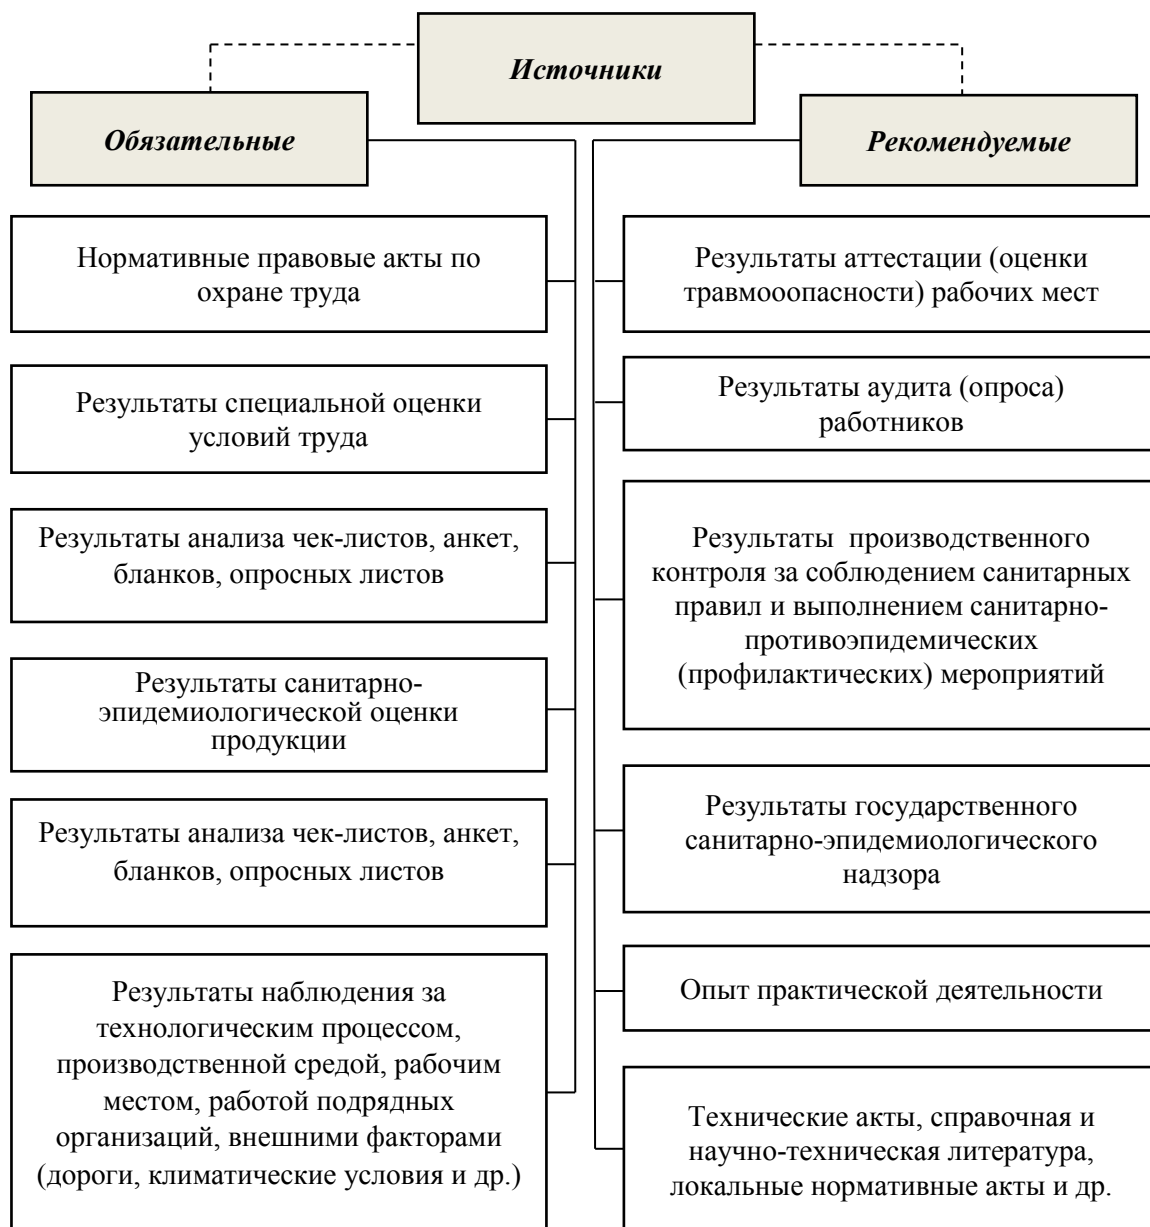 Источники
Обязательные
Рекомендуемые
Нормативные правовые акты по
охране труда
Результаты специальной оценки
условий труда
Результаты анализа чек-листов, анкет,
бланков, опросных листов
Результаты санитарно-
эпидемиологической оценки
продукции
Результаты анализа чек-листов, анкет,
бланков, опросных листов
Результаты наблюдения за
технологическим процессом,
производственной средой, рабочим
местом, работой подрядных
организаций, внешними факторами
(дороги, климатические условия и др.)
Результаты аттестации (оценки
травмооопасности) рабочих мест
Результаты аудита (опроса)
работников
Результаты производственного
контроля за соблюдением санитарных
правил и выполнением санитарно-
противоэпидемических
(профилактических) мероприятий
Результаты государственного
санитарно-эпидемиологического
надзора
Опыт практической деятельности
Технические акты, справочная и
научно-техническая литература,
локальные нормативные акты и др.